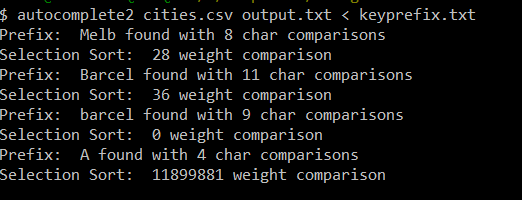 $ autocomplete2 cities.csv output.txt < keyprefix.txt
Prefix:  Melb found with 8 char comparisons
Selection Sort:  28 weight comparison
Prefix:  Barcel found with 11 char comparisons
Selection Sort:  36 weight comparison
Prefix:  barcel found with 9 char comparisons
Selection Sort:  0 weight comparison
Prefix:  A found with 4 char comparisons
Selection Sort:  11899881 weight comparison